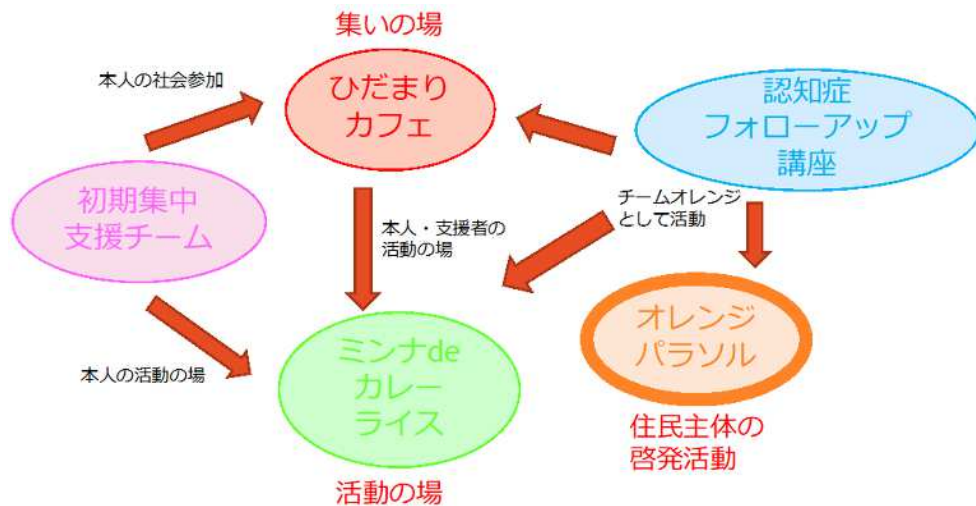 集いの場
本人の社会参加
ひだまり
カフェ
認知症
フォローアップ
講座
初期集中
支援チーム
本人・支援者の
活動の場
チームオレンジ
として活動
本人の活動の場
ミンナde
カレー
ライス
オレンジ
パラソル
住民主体の
啓発活動
活動の場